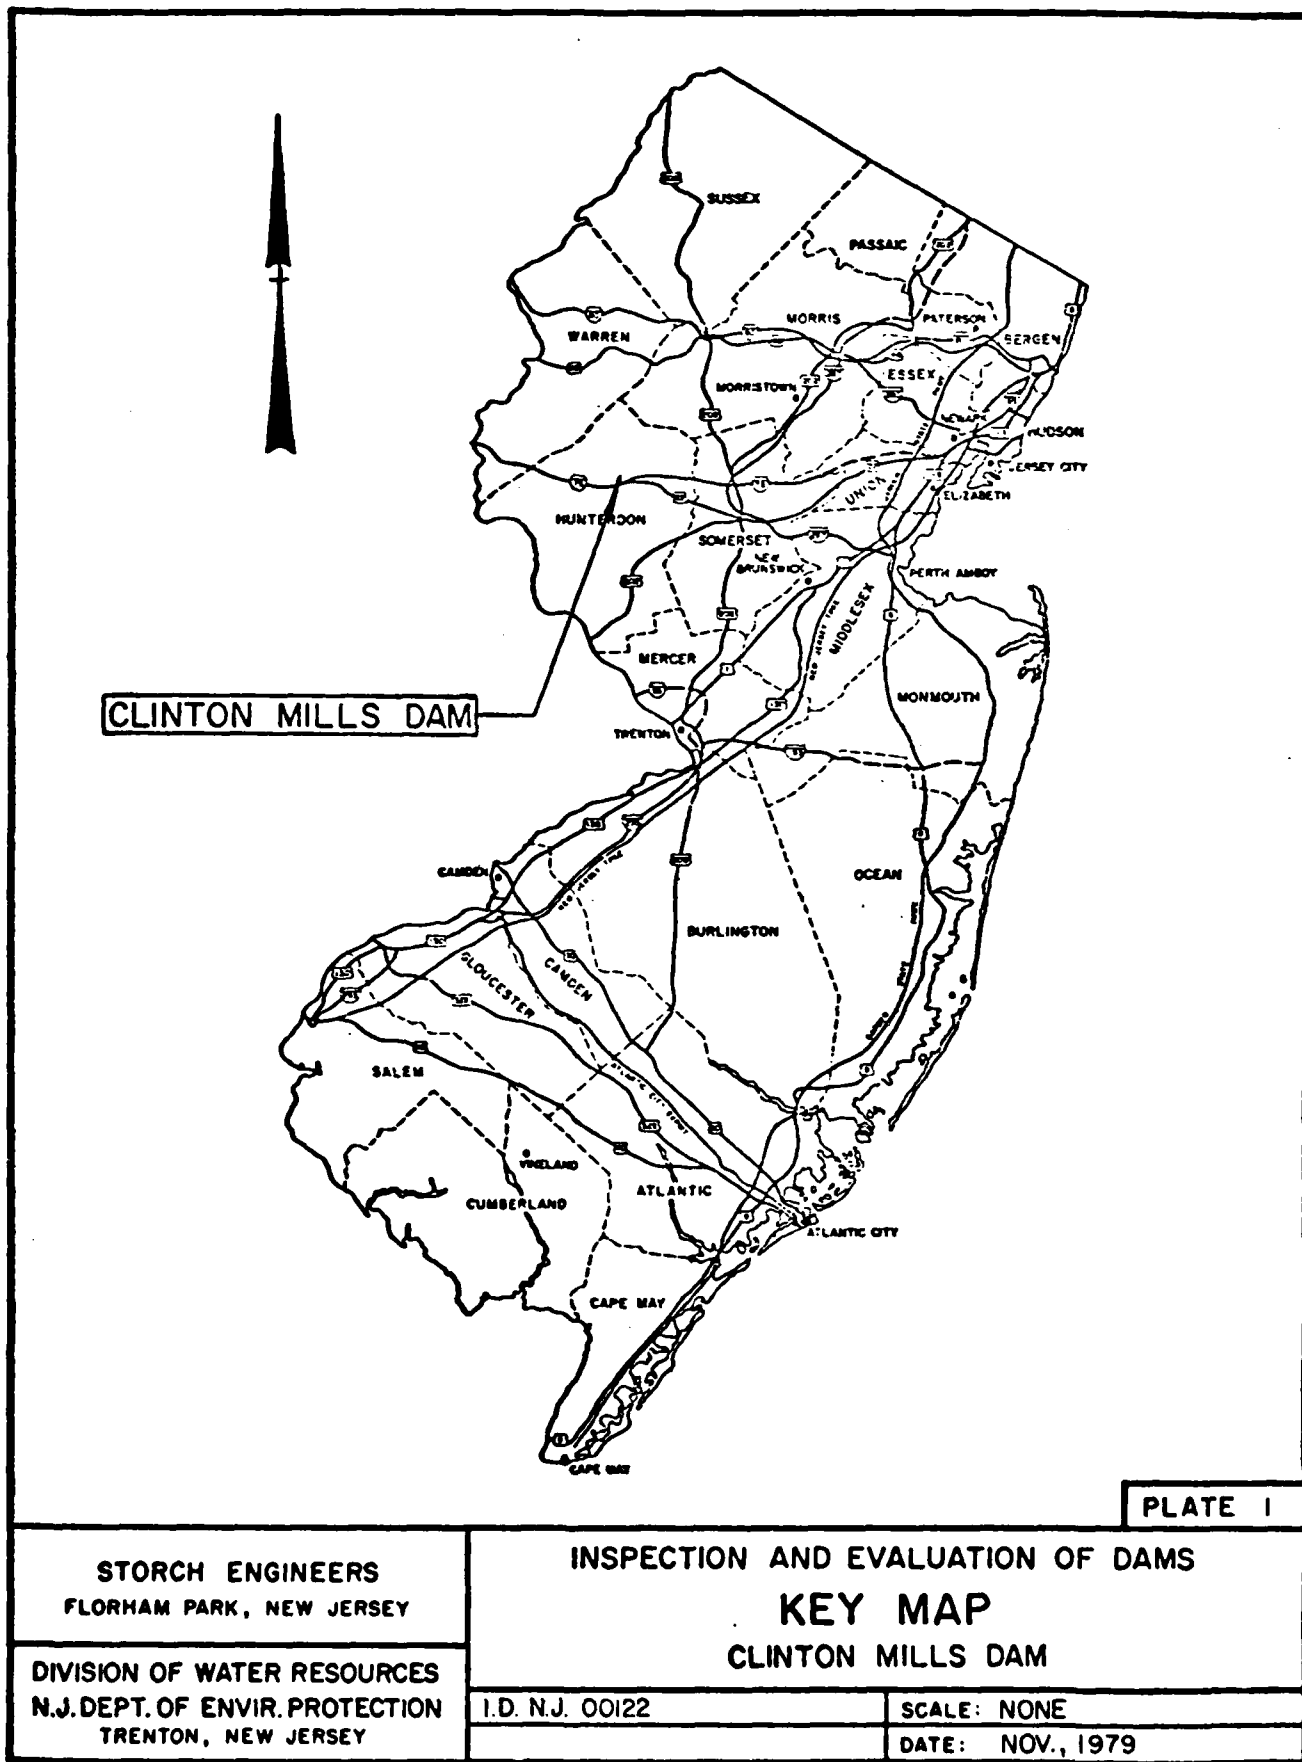 SUSSEX
PASSAIC
MORRIS
PATERSON
WARREN
BERGEN
ESSEX
MORRISTOWN
NEWARK
HUDSON
JERSEY CITY
UNION
ELIZABETH
HUNTERDON
SOMERSET
NEW
BRUNSWICK
PERTH AMBOY
MIDDLESEX
MERCER
MONMOUTH
CLINTON MILLS DAM
TRENTON
CAMDEN
OCEAN
BURLINGTON
GLOUCESTER
CAMDEN
SALEM
VINELAND
ATLANTIC
CUMBERLAND
ATLANTIC CITY
CAPE MAY
CAPE MAY
PLATE 1
STORCH ENGINEERS
FLORHAM PARK, NEW JERSEY
DIVISION OF WATER RESOURCES
N.J. DEPT. OF ENVIR. PROTECTION
TRENTON, NEW JERSEY
INSPECTION AND EVALUATION OF DAMS
KEY MAP
CLINTON MILLS DAM
I.D. N.J. 00122
SCALE: NONE
DATE: NOV., 1979